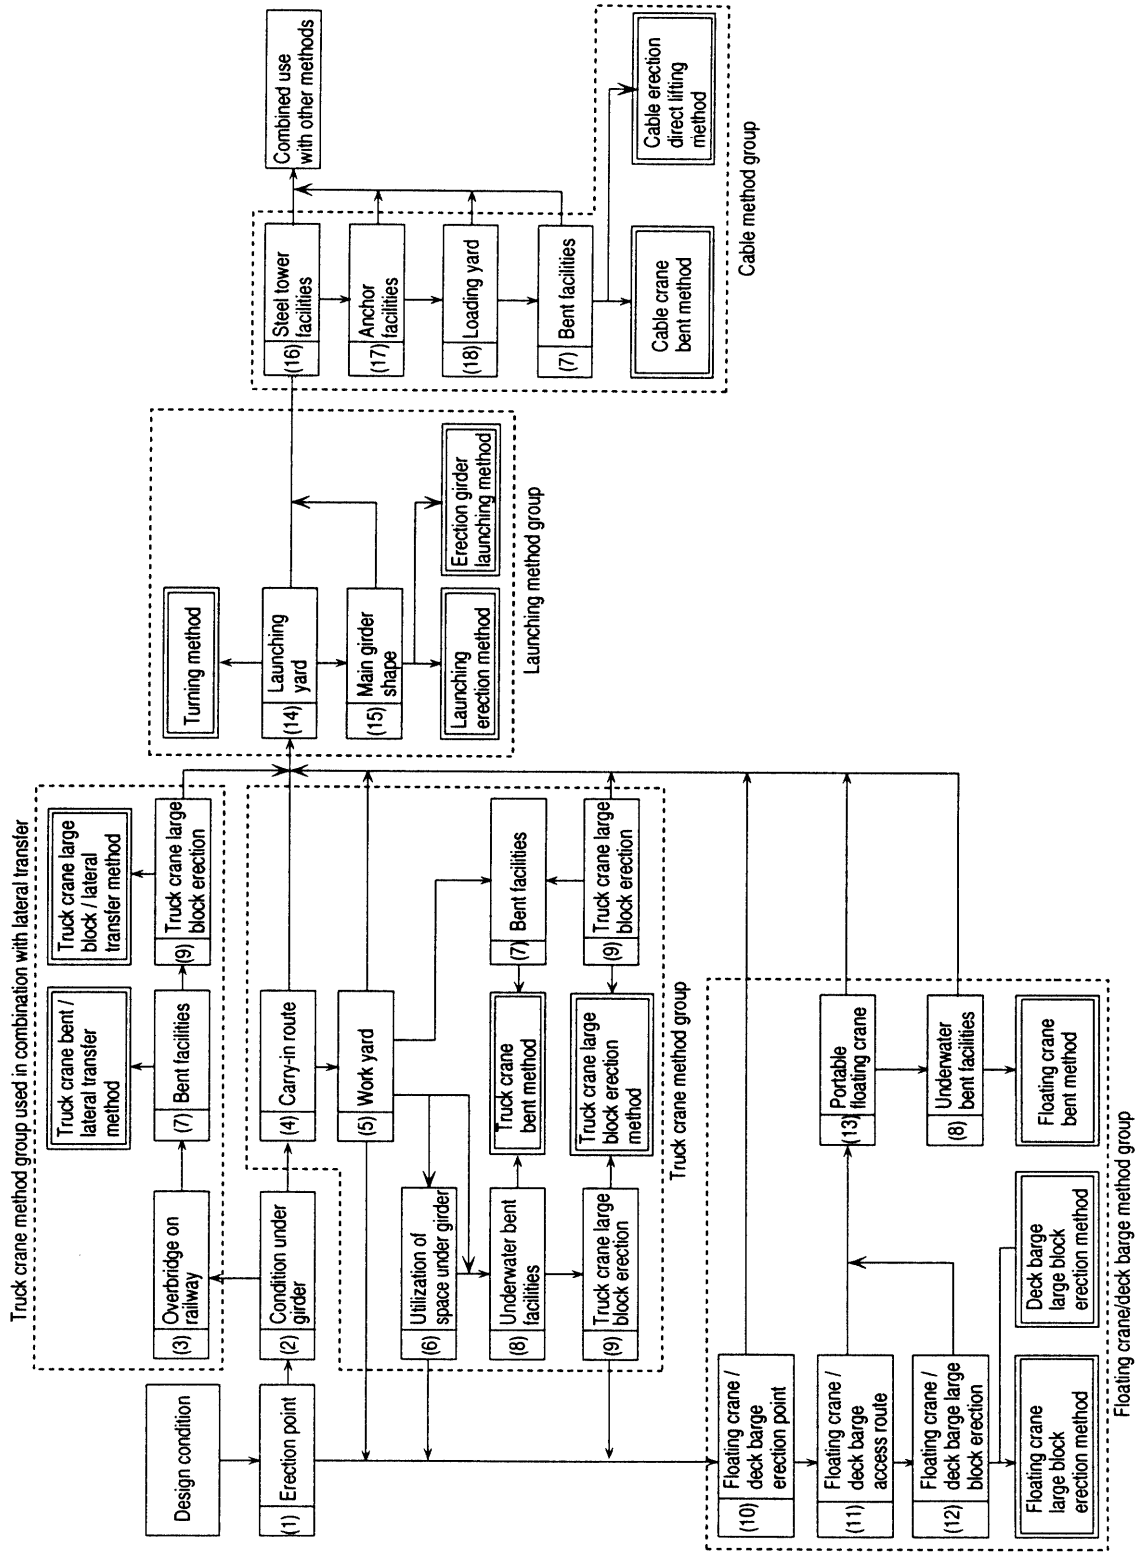 Truck crane method group used in combination with lateral transfer
Design condition
(1) Erection point
(2) Condition under
girder
(3) Overbridge on
railway
(7) Bent facilities
Truck crane bent /
lateral transfer
method
(9) Truck crane large
block erection
Truck crane large
block / lateral
transfer method
(4) Carry-in route
(5) Work yard
(6) Utilization of
space under girder
(8) Underwater bent
facilities
(9) Truck crane large
block erection
Truck crane
bent method
Truck crane large
block erection
method
(7) Bent facilities
(9) Truck crane large
block erection
Truck crane method group
(10) Floating crane /
deck barge
erection point
(11) Floating crane /
deck barge
access route
(12) Floating crane /
deck barge large
block erection
Floating crane
large block
erection method
Deck barge
large block
erection method
(13) Portable
floating crane
(8) Underwater
bent facilities
Floating crane
bent method
Floating crane/deck barge method group
Turning method
(14) Launching
yard
(15) Main girder
shape
Launching
erection method
Erection girder
launching method
Launching method group
(16) Steel tower
facilities
(17) Anchor
facilities
(18) Loading yard
(7) Bent facilities
Cable crane
bent method
Cable erection
direct lifting
method
Combined use
with other methods
Cable method group